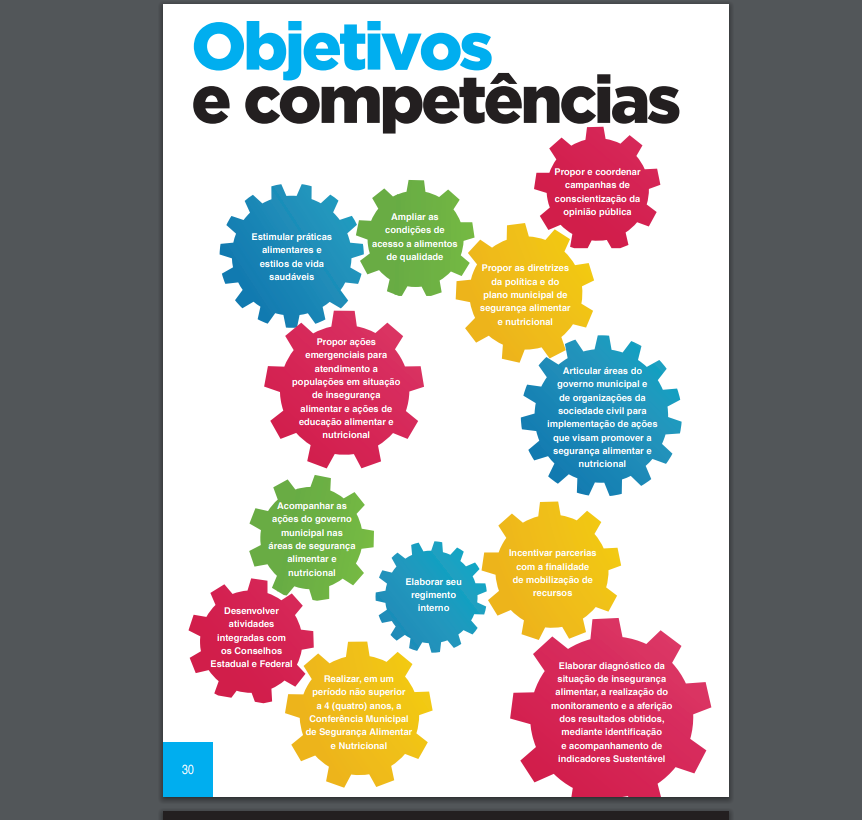 Objetivos
e competências
Propor e coordenar
campanhas de
conscientização da
opinião pública
Estimular práticas
alimentares e
estilos de vida
saudáveis
Ampliar as
condições de
acesso a alimentos
de qualidade
Propor as diretrizes
da política e do
plano municipal de
segurança alimentar
e nutricional
Propor ações
emergenciais para
atendimento a
populações em situação
de insegurança
alimentar e ações de
educação alimentar e
nutricional
Articular áreas do
governo municipal e
de organizações da
sociedade civil para
implementação de ações
que visam promover a
segurança alimentar e
nutricional
Acompanhar as
ações do governo
municipal nas
áreas de segurança
alimentar e
nutricional
Elaborar seu
regimento
interno
Incentivar parcerias
com a finalidade
de mobilização de
recursos
Desenvolver
atividades
integradas com
os Conselhos
Estadual e Federal
Realizar, em um
período não superior
a 4 (quatro) anos, a
Conferência Municipal
de Segurança Alimentar
e Nutricional
Elaborar diagnóstico da
situação de insegurança
alimentar, a realização do
monitoramento e a aferição
dos resultados obtidos,
mediante identificação
e acompanhamento de
indicadores Sustentável
30